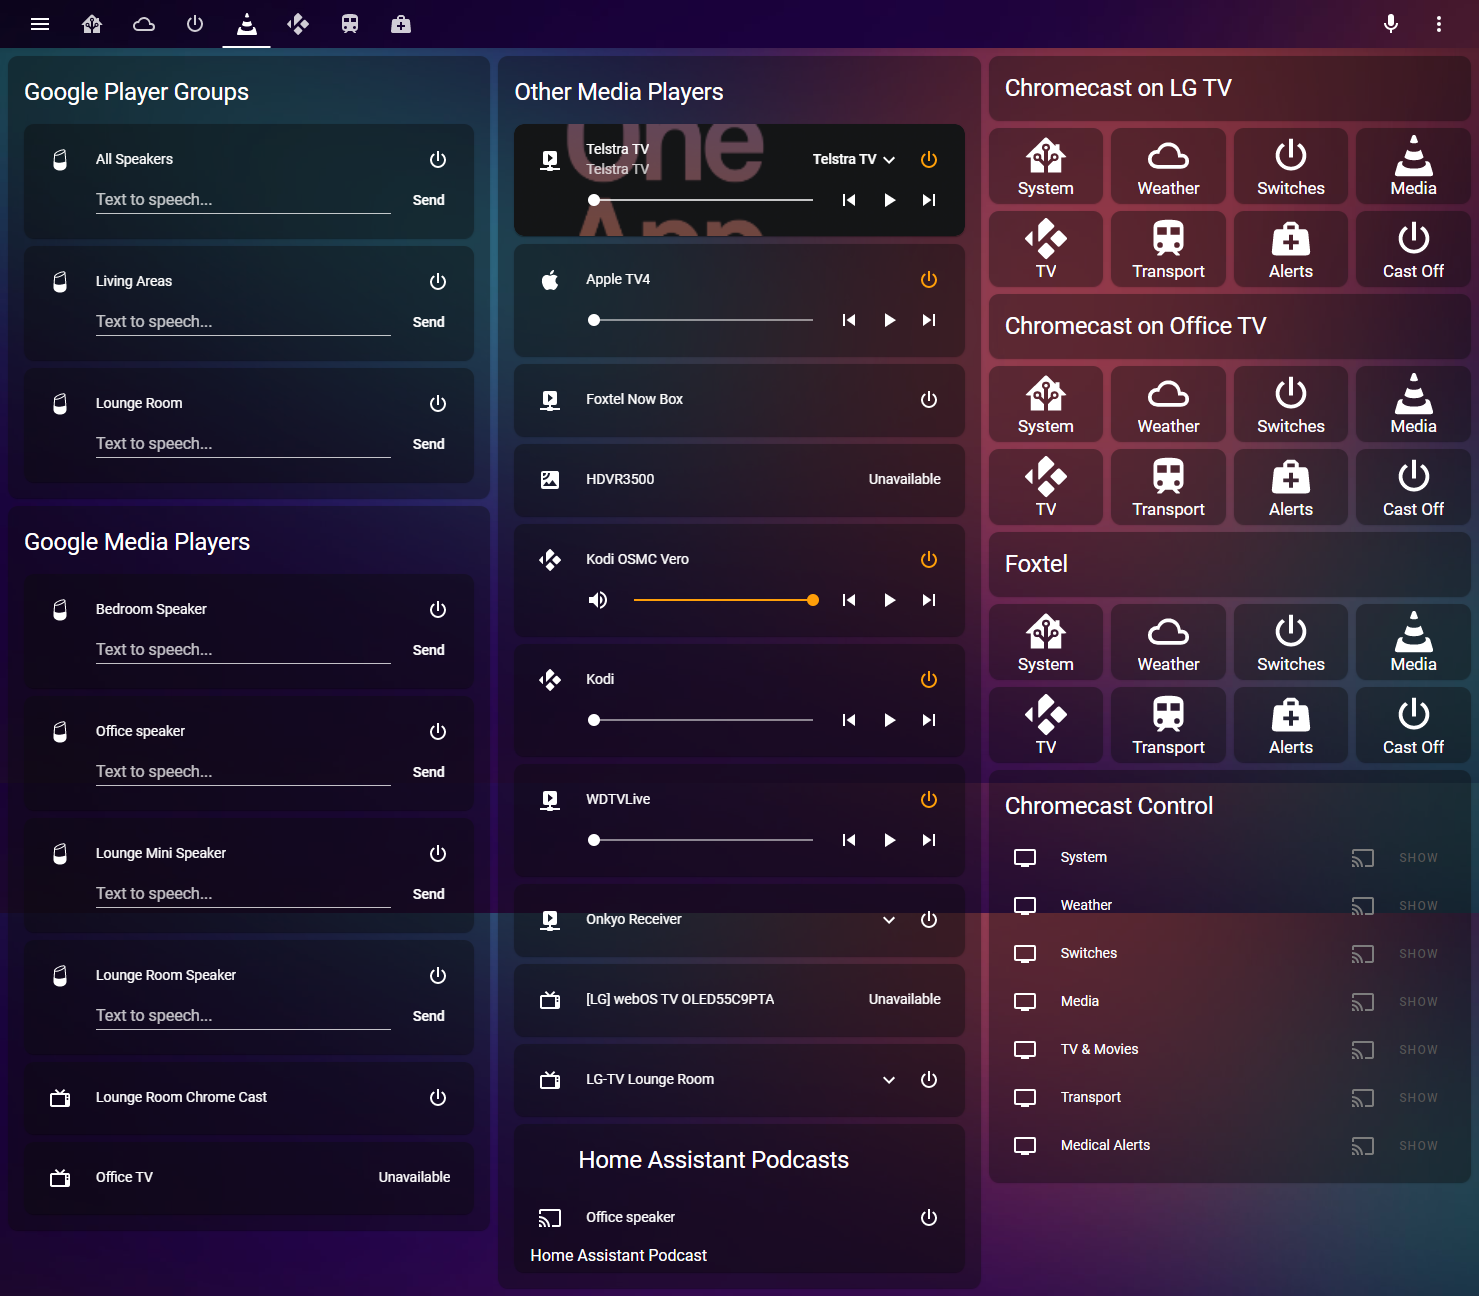 Google Player Groups
All Speakers
Text to speech...
Send
Living Areas
Text to speech...
Send
Lounge Room
Text to speech...
Send
Google Media Players
Bedroom Speaker
Text to speech...
Send
Office speaker
Text to speech...
Send
Lounge Mini Speaker
Text to speech...
Send
Lounge Room Speaker
Text to speech...
Send
Lounge Room Chrome Cast
Office TV
Unavailable
Other Media Players
One
App
Telstra TV
Telstra TV
Telstra TV
Apple TV4
Foxtel Now Box
HDVR3500
Unavailable
Kodi OSMC Vero
Kodi
WDTVLive
Onkyo Receiver
[LG] webOS TV OLED55C9PTA
Unavailable
LG-TV Lounge Room
Home Assistant Podcasts
Office speaker
Home Assistant Podcast
Chromecast on LG TV
System
Weather
Switches
Media
TV
Transport
Alerts
Cast Off
Chromecast on Office TV
System
Weather
Switches
Media
TV
Transport
Alerts
Cast Off
Foxtel
System
Weather
Switches
Media
TV
Transport
Alerts
Cast Off
Chromecast Control
System
SHOW
Weather
SHOW
Switches
SHOW
Media
SHOW
TV & Movies
SHOW
Transport
SHOW
Medical Alerts
SHOW